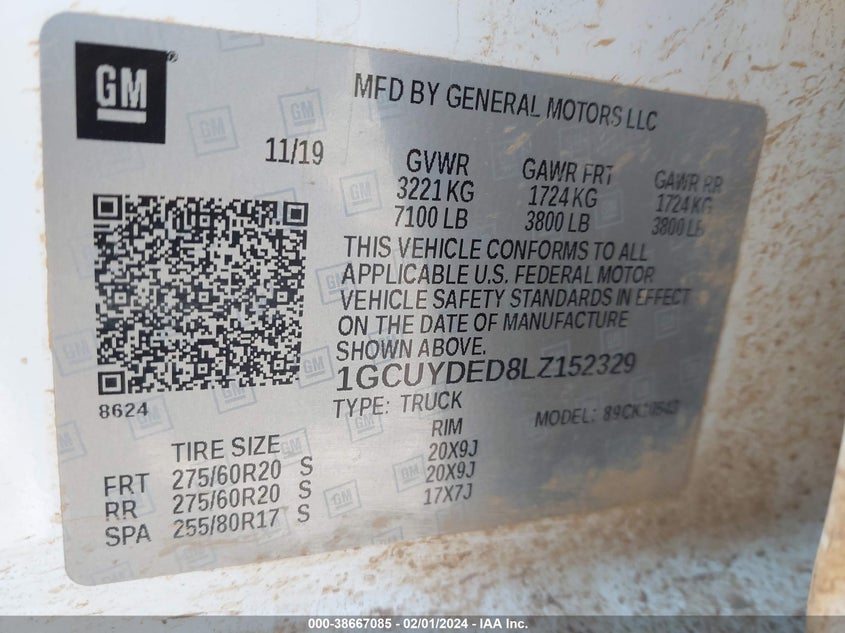 GM
MFD BY GENERAL MOTORS LLC
11/19
GVWR GAWR FRT GAWR RR
3221 KG 1724 KG 1724 KG
7100 LB 3800 LB 3800 LB
THIS VEHICLE CONFORMS TO ALL
APPLICABLE U.S. FEDERAL MOTOR
VEHICLE SAFETY STANDARDS IN EFFECT
ON THE DATE OF MANUFACTURE
SHOWN ABOVE.
1GCUYDED8LZ152329
8624
TYPE: TRUCK MODEL:
TIRE SIZE RIM
FRT 275/60R20 S 20X9J
RR 275/60R20 S 20X9J
SPA 255/80R17 S 17X7J
000-38667085 - 02/01/2024 - IAA Inc.